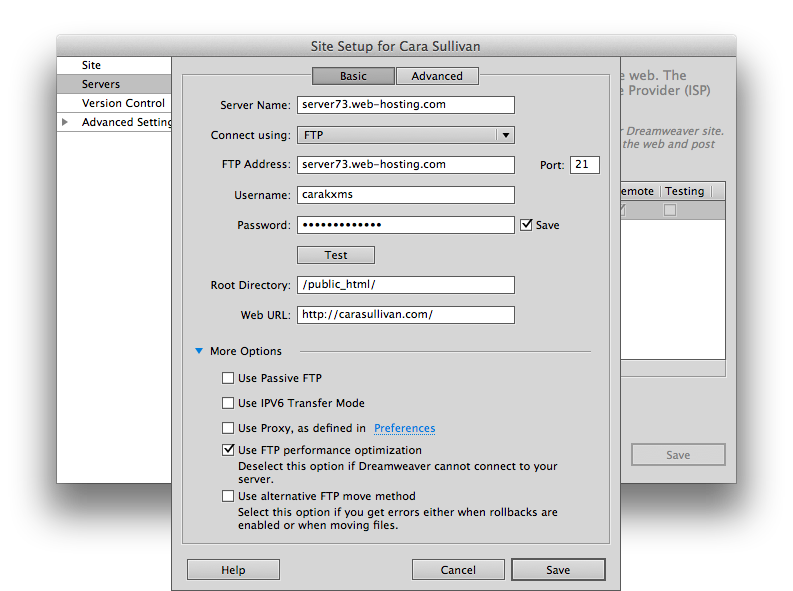 Site Setup for Cara Sullivan
Site
Servers
Version Control
Advanced Setting
Basic
Advanced
Server Name: server73.web-hosting.com
Connect using: FTP
FTP Address: server73.web-hosting.com Port: 21
Username: carakxms
Password: ••••••••••••• Save
Test
Root Directory: /public_html/
Web URL: http://carasullivan.com/
More Options
Use Passive FTP
Use IPV6 Transfer Mode
Use Proxy, as defined in Preferences
Use FTP performance optimization
Deselect this option if Dreamweaver cannot connect to your
server.
Use alternative FTP move method
Select this option if you get errors either when rollbacks are
enabled or when moving files.
Help
Cancel
Save
e web. The
e Provider (ISP)
r Dreamweaver site.
the web and post
emote Testing
Save